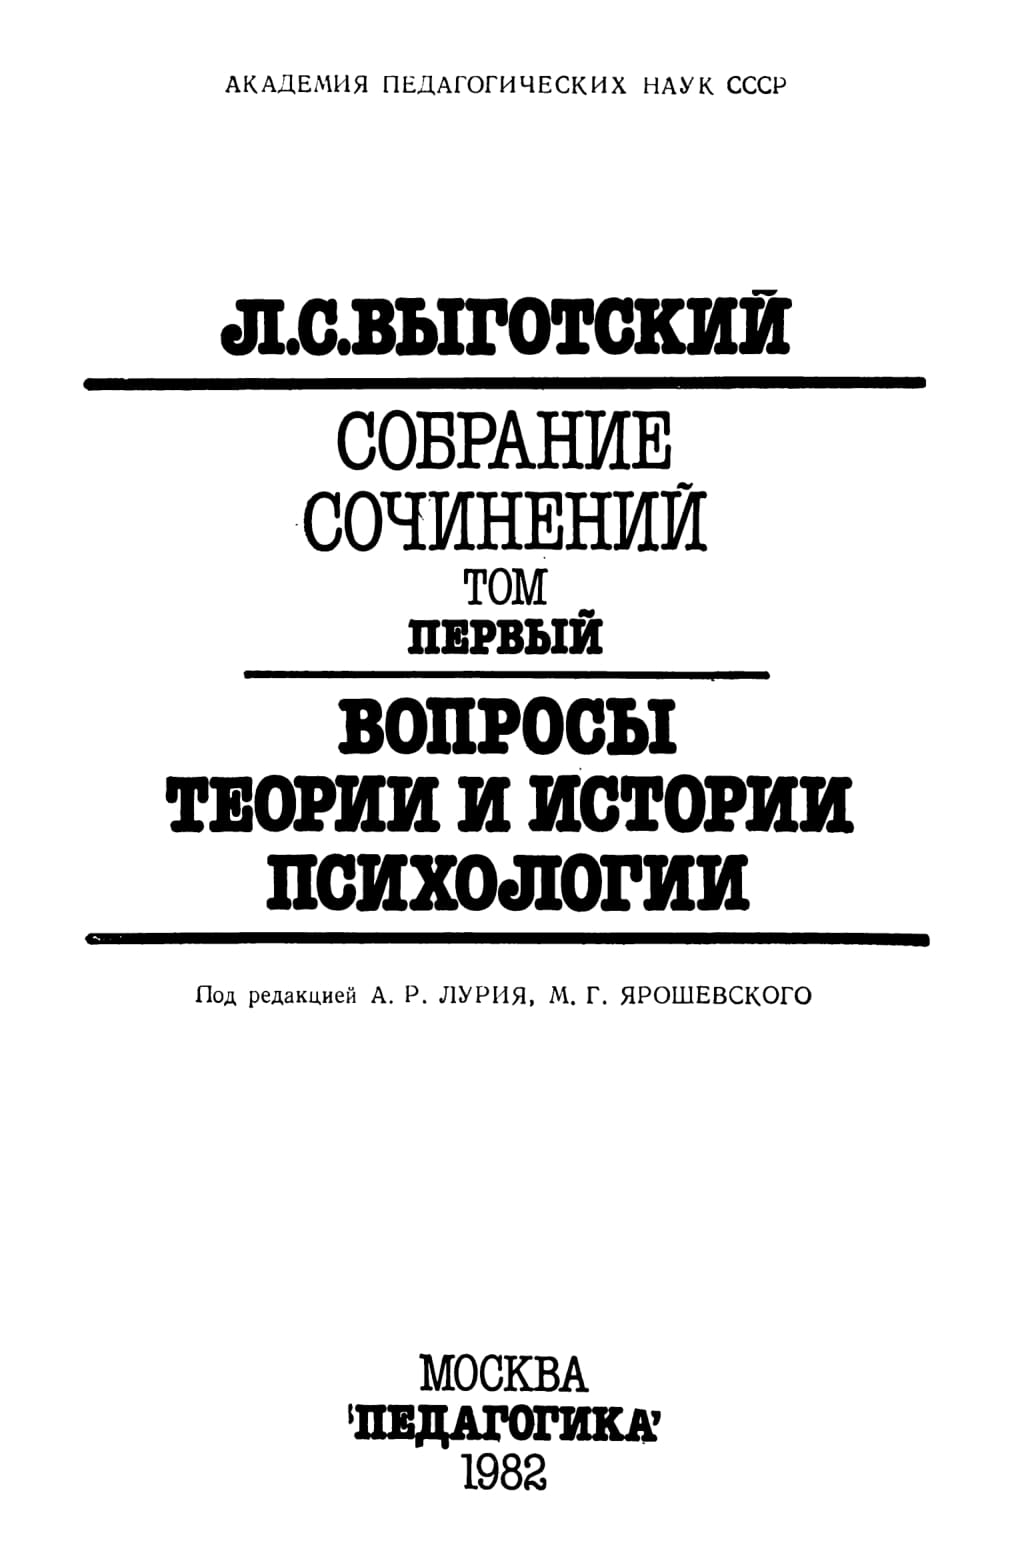 АКАДЕМИЯ ПЕДАГОГИЧЕСКИХ НАУК СССР
Л.С.ВЫГОТСКИЙ
СОБРАНИЕ
СОЧИНЕНИЙ
ТОМ
ПЕРВЫЙ
ВОПРОСЫ
ТЕОРИИ И ИСТОРИИ
ПСИХОЛОГИИ
Под редакцией А. Р. ЛУРИЯ, М. Г. ЯРОШЕВСКОГО
МОСКВА
'ПЕДАГОГИКА'
1982